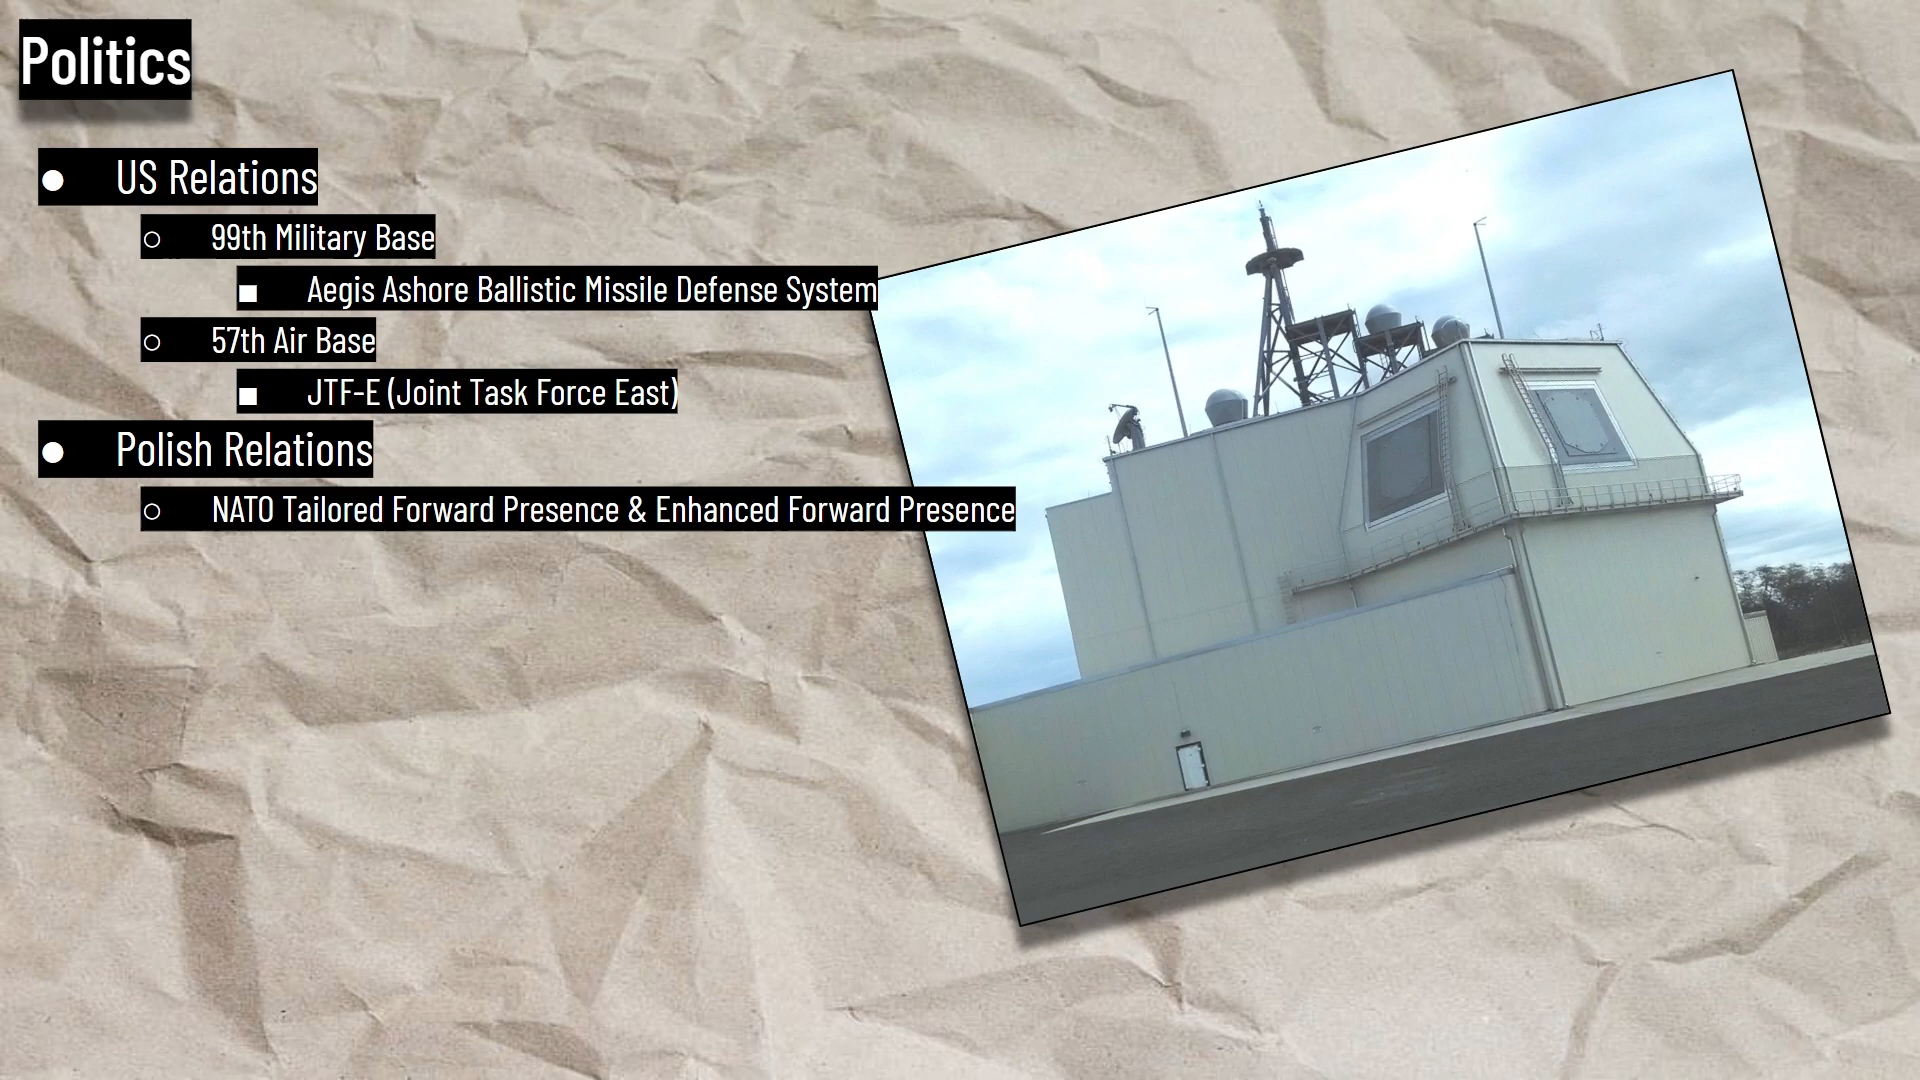 Politics
● US Relations
○ 99th Military Base
■ Aegis Ashore Ballistic Missile Defense System
○ 57th Air Base
■ JTF-E (Joint Task Force East)
● Polish Relations
○ NATO Tailored Forward Presence & Enhanced Forward Presence